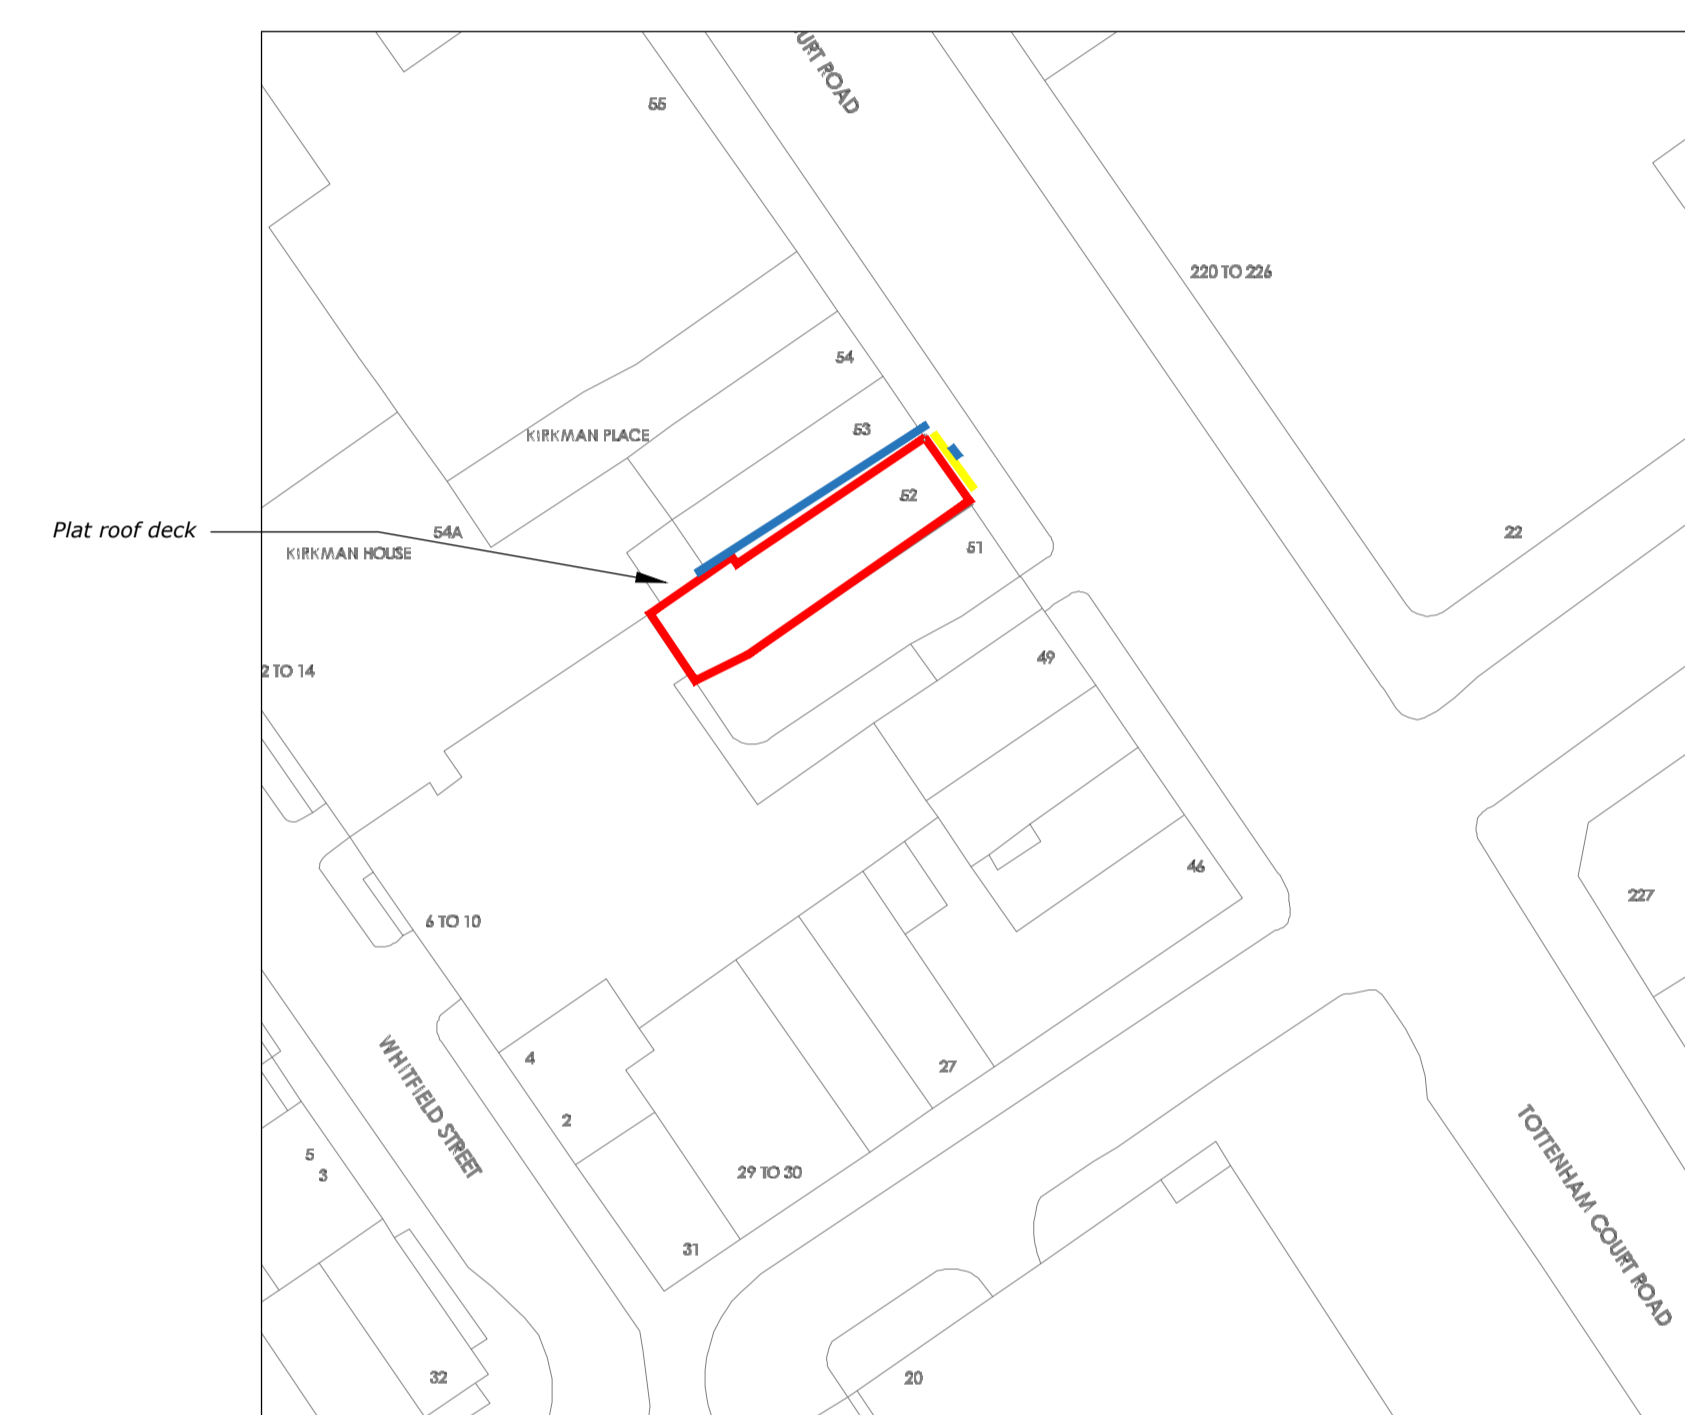 URT ROAD
55
220 TO 226
54
53
KIRKMAN PLACE
52
Plat roof deck
54A
22
51
KIRKMAN HOUSE
49
2 TO 14
46
227
6 TO 10
WHITFIELD STREET
4
27
2
TOTTENHAM COURT ROAD
5
3
29 TO 30
31
32
20